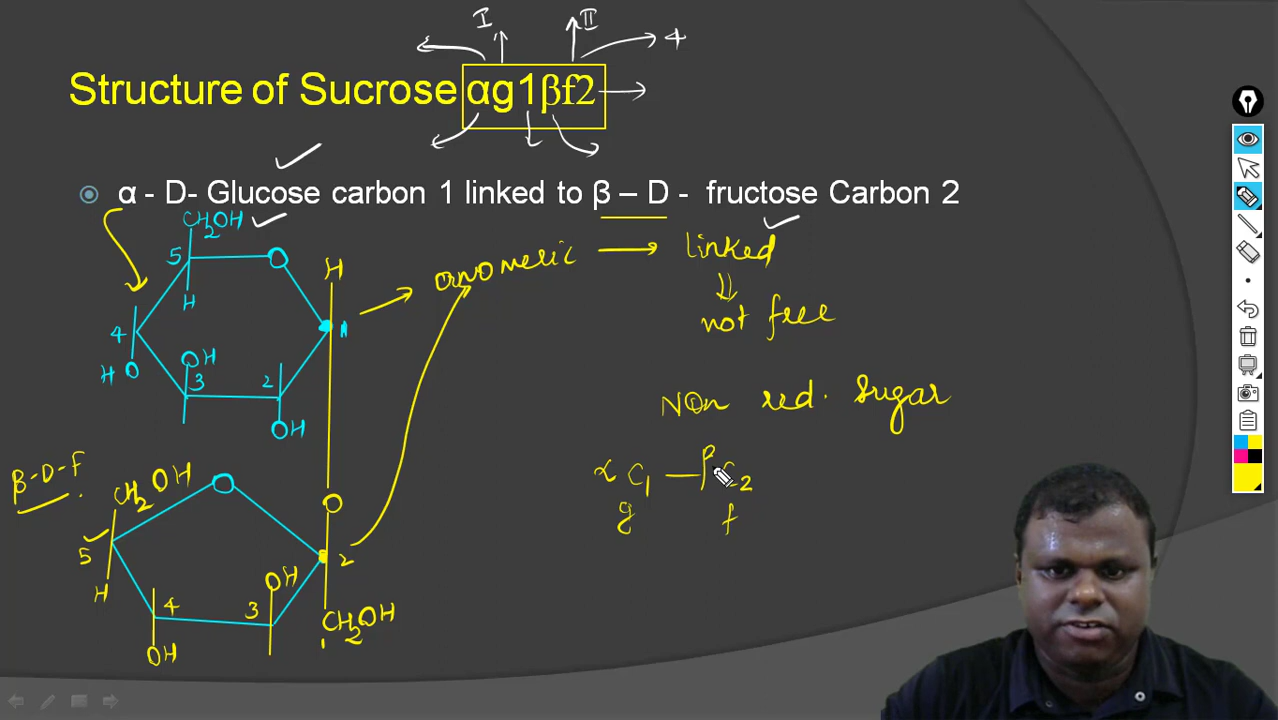 I II
4
Structure of Sucrose αg1βf2
α - D- Glucose carbon 1 linked to β – D - fructose Carbon 2
CH2OH
5 O H
H
4 1
HO OH
3 2
OH
anomeric → linked
⇓
not free
NOn red. Sugar
α C1 — β C2
g f
β-D-F
CH2OH O
O
5 2
H OH
4 3
OH
CH2OH
1